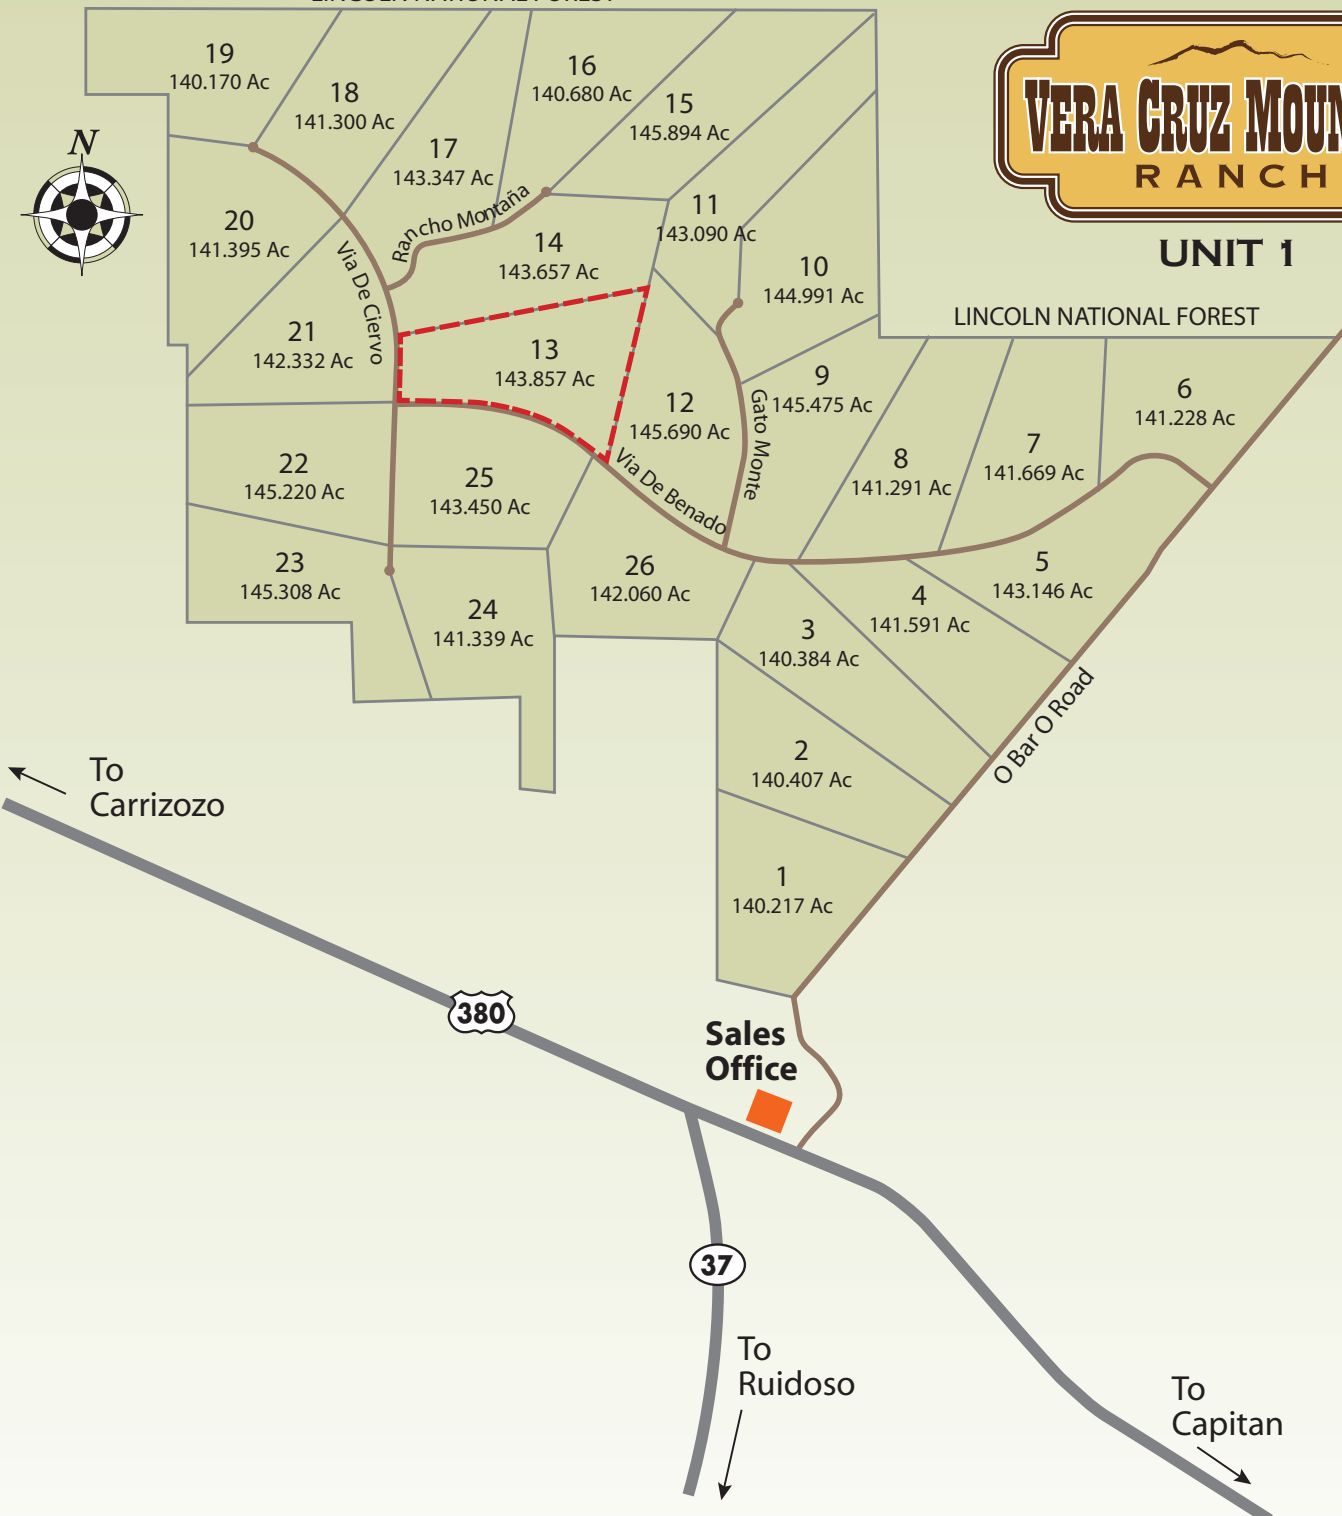 LINCOLN NATIONAL FOREST
19
140.170 Ac
18
141.300 Ac
17
143.347 Ac
16
140.680 Ac
15
145.894 Ac
VERA CRUZ MOUN
RANCH
UNIT 1
N
20
141.395 Ac
Via De Ciervo
Rancho Montaña
14
143.657 Ac
11
143.090 Ac
10
144.991 Ac
LINCOLN NATIONAL FOREST
21
142.332 Ac
13
143.857 Ac
12
145.690 Ac
Gato Monte
9
145.475 Ac
8
141.291 Ac
7
141.669 Ac
6
141.228 Ac
22
145.220 Ac
25
143.450 Ac
Via De Benado
23
145.308 Ac
24
141.339 Ac
26
142.060 Ac
3
140.384 Ac
4
141.591 Ac
5
143.146 Ac
O Bar O Road
2
140.407 Ac
1
140.217 Ac
To
Carrizozo
380
Sales
Office
37
To
Ruidoso
To
Capitan